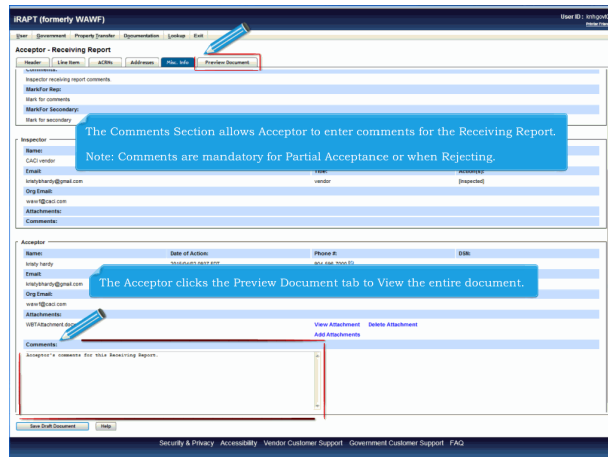 iRAPT (formerly WAWF)
User ID :
User Government Property Transfer Documentation Lookup Exit
Acceptor - Receiving Report
Header Line Item ACRNs Addresses Misc. Info Preview Document
Comments:
Inspector receiving report comments.
MarkFor Rep:
Mark for comments
MarkFor Secondary:
Mark for secondary
The Comments Section allows Acceptor to enter comments for the Receiving Report.
Note: Comments are mandatory for Partial Acceptance or when Rejecting.
Inspector
Name:
CACI vendor
Email: Title: Action(s):
kristybhardy@gmail.com vendor [Inspected]
Org Email:
wawf@caci.com
Attachments:
Comments:
Acceptor
Name: Date of Action: Phone #: DSN:
kristy hardy
Email:
kristybhardy@gmail.com
The Acceptor clicks the Preview Document tab to View the entire document.
Org Email:
wawf@caci.com
Attachments:
WBTAttachment.docx View Attachment Delete Attachment
Add Attachments
Comments:
Acceptor's comments for this Receiving Report.
Save Draft Document Help
Security & Privacy Accessibility Vendor Customer Support Government Customer Support FAQ